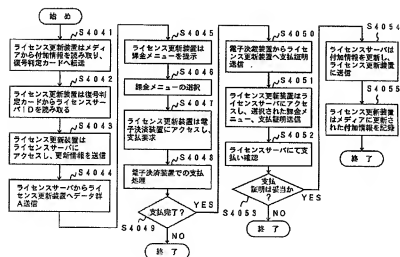 始め
S4041
ライセンス更新装置はメディア
から付加情報を読み取り、復
号判定カードへ転送
S4042
ライセンス更新装置は復号判
定カードからライセンスサー
バIDを読み取る
S4043
ライセンス更新装置は
ライセンスサーバに
アクセスし、更新情報を送信
S4044
ライセンスサーバからライ
センス更新装置へデータ群
A送信
S4045
ライセンス更新装置は
課金メニューを提示
S4046
課金メニューの選択
S4047
ライセンス更新装置は電
子決済装置にアクセスし、
支払要求
S4048
電子決済装置での支払
処理
支払完了?
YES
S4049
NO
終了
S4050
電子決済装置からライセン
ス更新装置へ支払証明
送信
S4051
ライセンス更新装置はラ
イセンスサーバにアクセ
ス、選択された課金メニ
ュー、支払証明送信
S4052
ライセンスサーバにて支
払い確認
支払
証明は妥当か
?
YES
S4053
NO
終了
S4054
ライセンスサーバは
付加情報を更新し、
ライセンス更新装置
に送信
S4055
ライセンス更新装置
はメディアに更新され
た付加情報を記録
終了